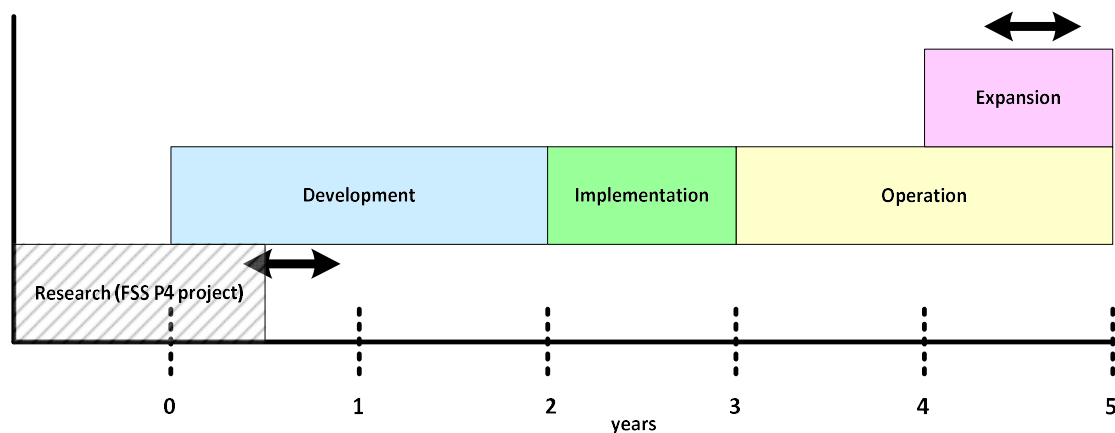 Expansion
Development
Implementation
Operation
Research (FSS P4 project)
0
1
2
3
4
5
years